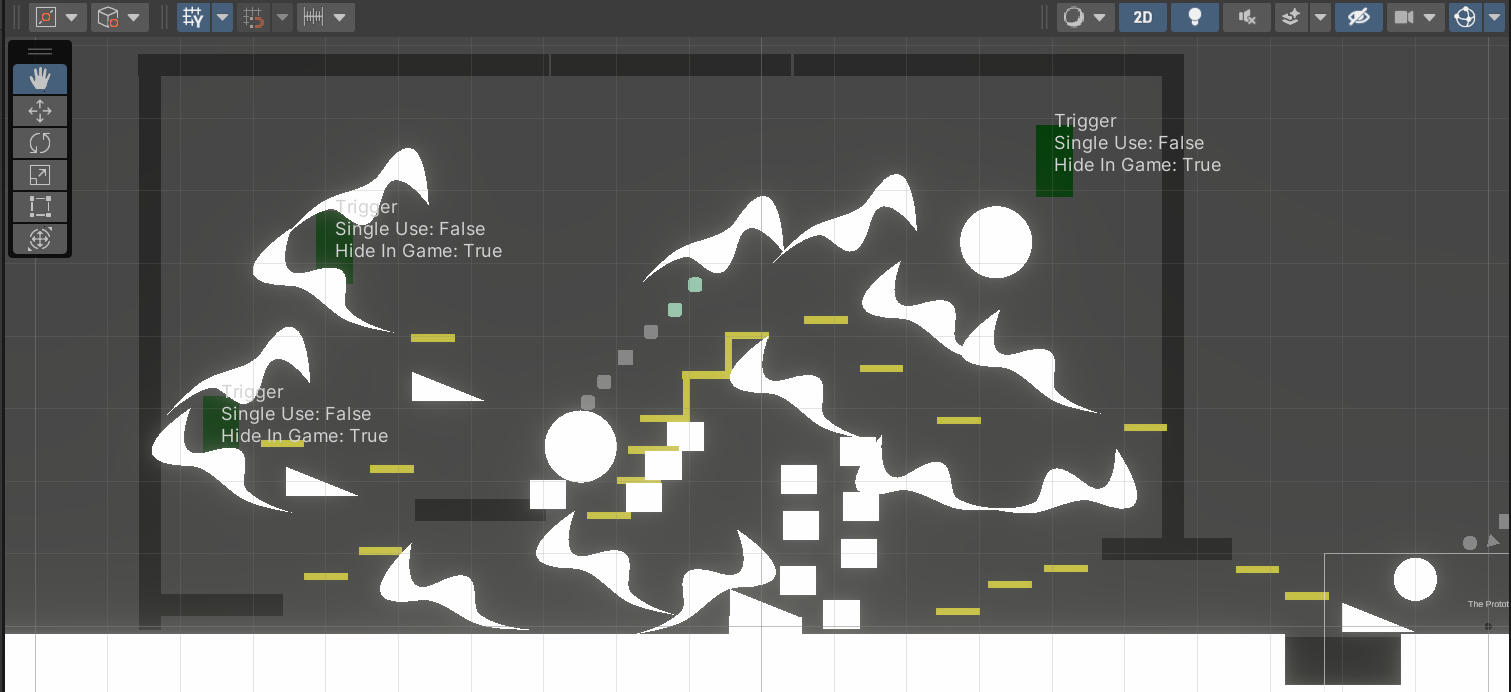 2D
Trigger
Single Use: False
Hide In Game: True
Trigger
Single Use: False
Hide In Game: True
Trigger
Single Use: False
Hide In Game: True
The Protot